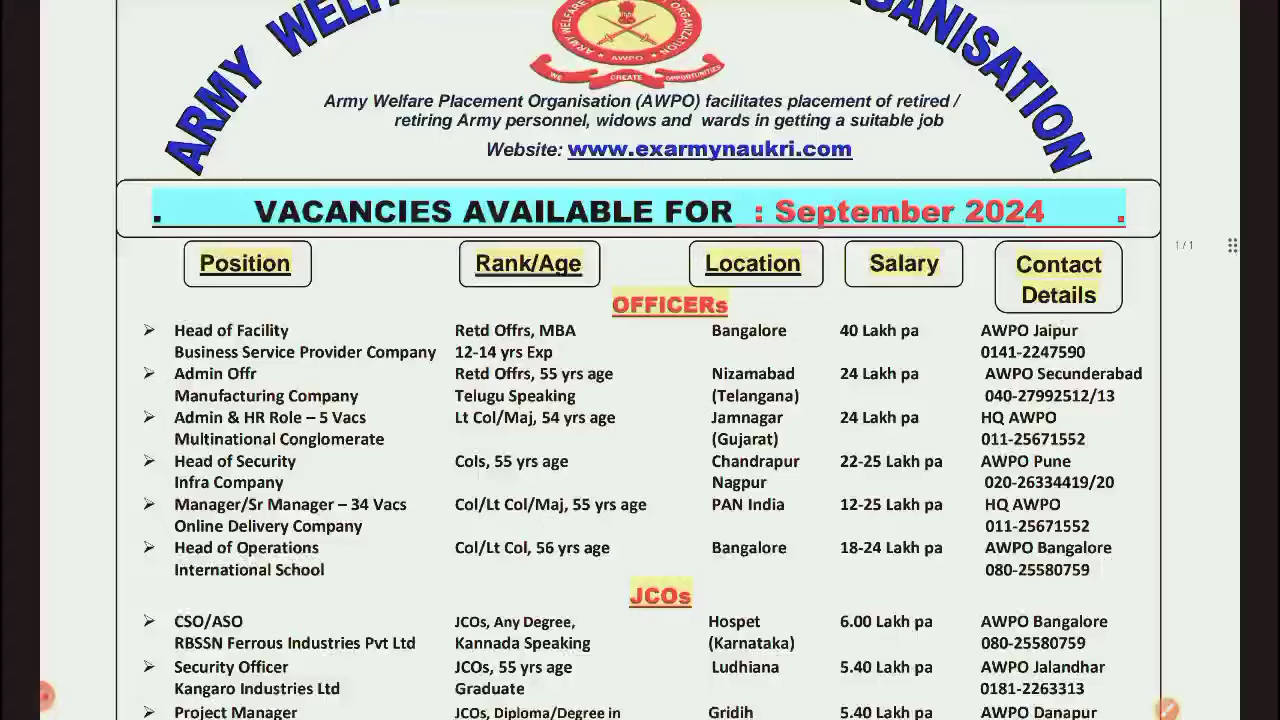 ARMY WELFA
GANISATION
ARMY WELFARE
ORGANIZATION
AWPO
WE CREATE OPPORTUNITIES
Army Welfare Placement Organisation (AWPO) facilitates placement of retired /
retiring Army personnel, widows and wards in getting a suitable job
Website: www.exarmynaukri.com
. VACANCIES AVAILABLE FOR : September 2024 .
1 / 1
Position Rank/Age Location Salary Contact
Details
OFFICERs
➢ Head of Facility Retd Offrs, MBA Bangalore 40 Lakh pa AWPO Jaipur
Business Service Provider Company 12-14 yrs Exp 0141-2247590
➢ Admin Offr Retd Offrs, 55 yrs age Nizamabad 24 Lakh pa AWPO Secunderabad
Manufacturing Company Telugu Speaking (Telangana) 040-27992512/13
➢ Admin & HR Role – 5 Vacs Lt Col/Maj, 54 yrs age Jamnagar 24 Lakh pa HQ AWPO
Multinational Conglomerate (Gujarat) 011-25671552
➢ Head of Security Cols, 55 yrs age Chandrapur 22-25 Lakh pa AWPO Pune
Infra Company Nagpur 020-26334419/20
➢ Manager/Sr Manager – 34 Vacs Col/Lt Col/Maj, 55 yrs age PAN India 12-25 Lakh pa HQ AWPO
Online Delivery Company 011-25671552
➢ Head of Operations Col/Lt Col, 56 yrs age Bangalore 18-24 Lakh pa AWPO Bangalore
International School 080-25580759
JCOs
➢ CSO/ASO JCOs, Any Degree, Hospet 6.00 Lakh pa AWPO Bangalore
RBSSN Ferrous Industries Pvt Ltd Kannada Speaking (Karnataka) 080-25580759
➢ Security Officer JCOs, 55 yrs age Ludhiana 5.40 Lakh pa AWPO Jalandhar
Kangaro Industries Ltd Graduate 0181-2263313
➢ Project Manager JCOs, Diploma/Degree in Gridih 5.40 Lakh pa AWPO Danapur